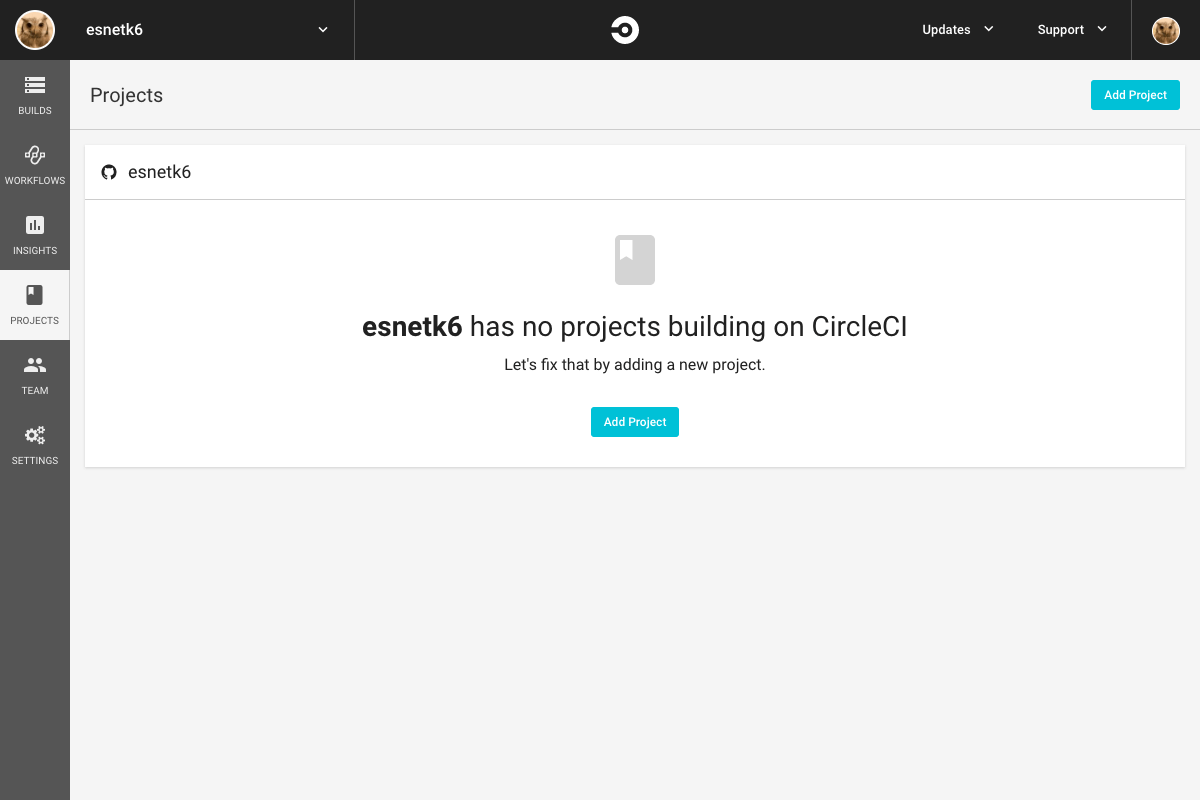 esnetk6
Updates
Support
BUILDS
WORKFLOWS
INSIGHTS
PROJECTS
TEAM
SETTINGS
Projects
Add Project
esnetk6
esnetk6 has no projects building on CircleCI
Let's fix that by adding a new project.
Add Project